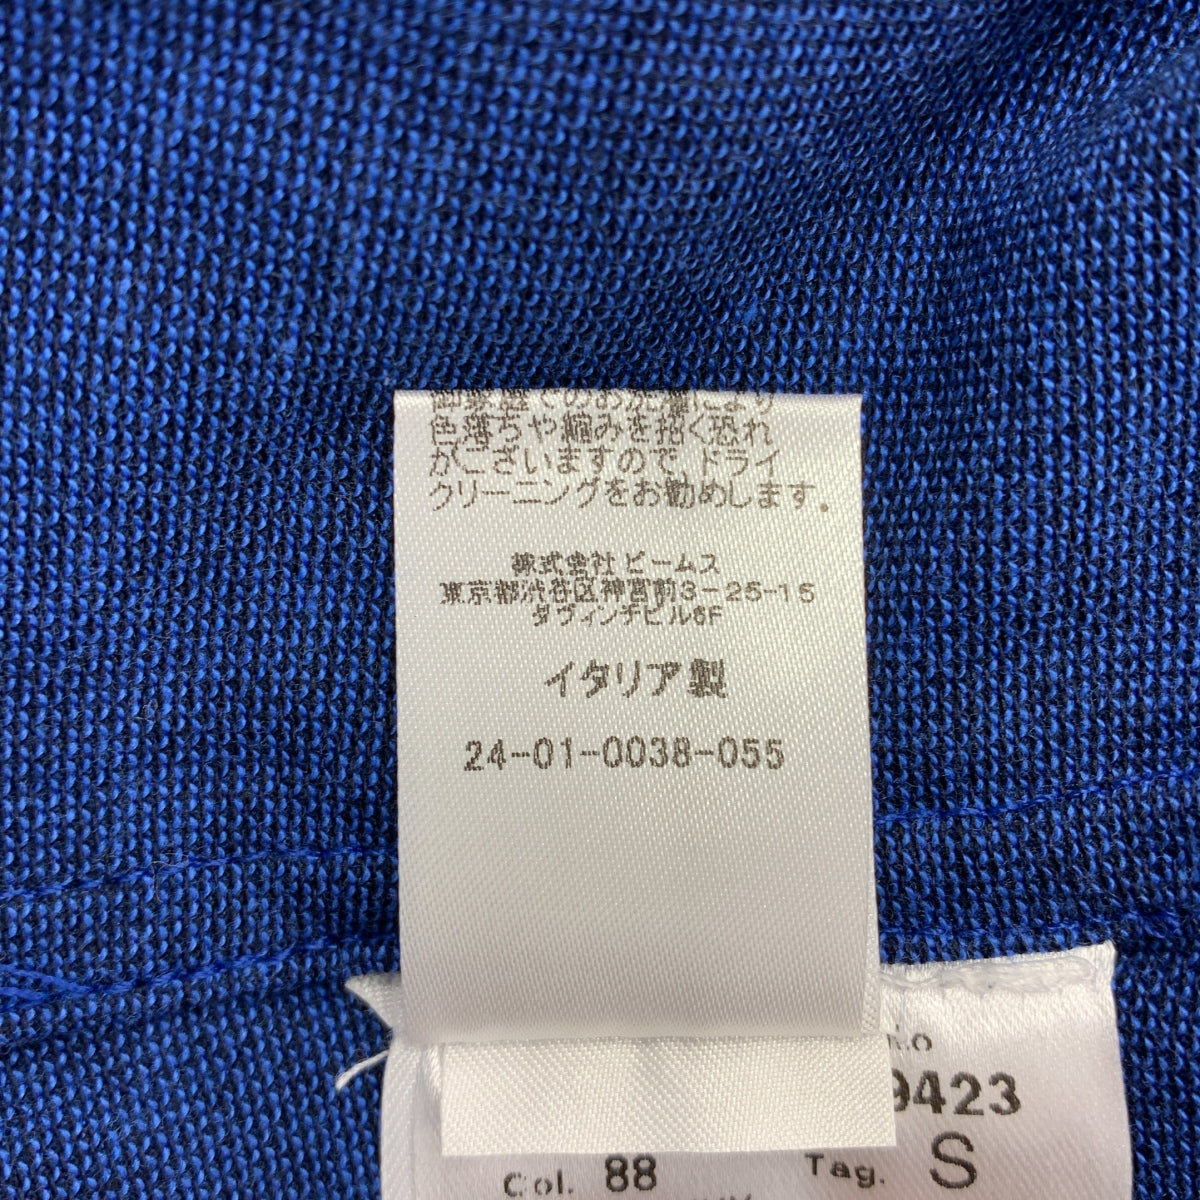 色落ちや縮みを招く恐れ
がございますので、ドライ
クリーニングをお勧めします。
株式会社 ビームス
東京都渋谷区神宮前3-25-15
ダヴィンチビル6F
イタリア製
24-01-0038-055
9423
Col. 88 Tag. S